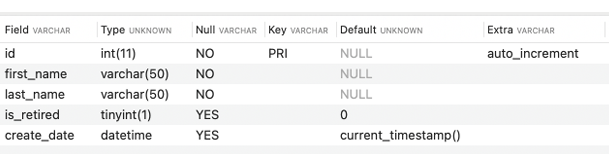 Field VARCHAR Type UNKNOWN Null VARCHAR Key VARCHAR Default UNKNOWN Extra VARCHAR
id int(11) NO PRI NULL auto_increment
first_name varchar(50) NO NULL
last_name varchar(50) NO NULL
is_retired tinyint(1) YES 0
create_date datetime YES current_timestamp()